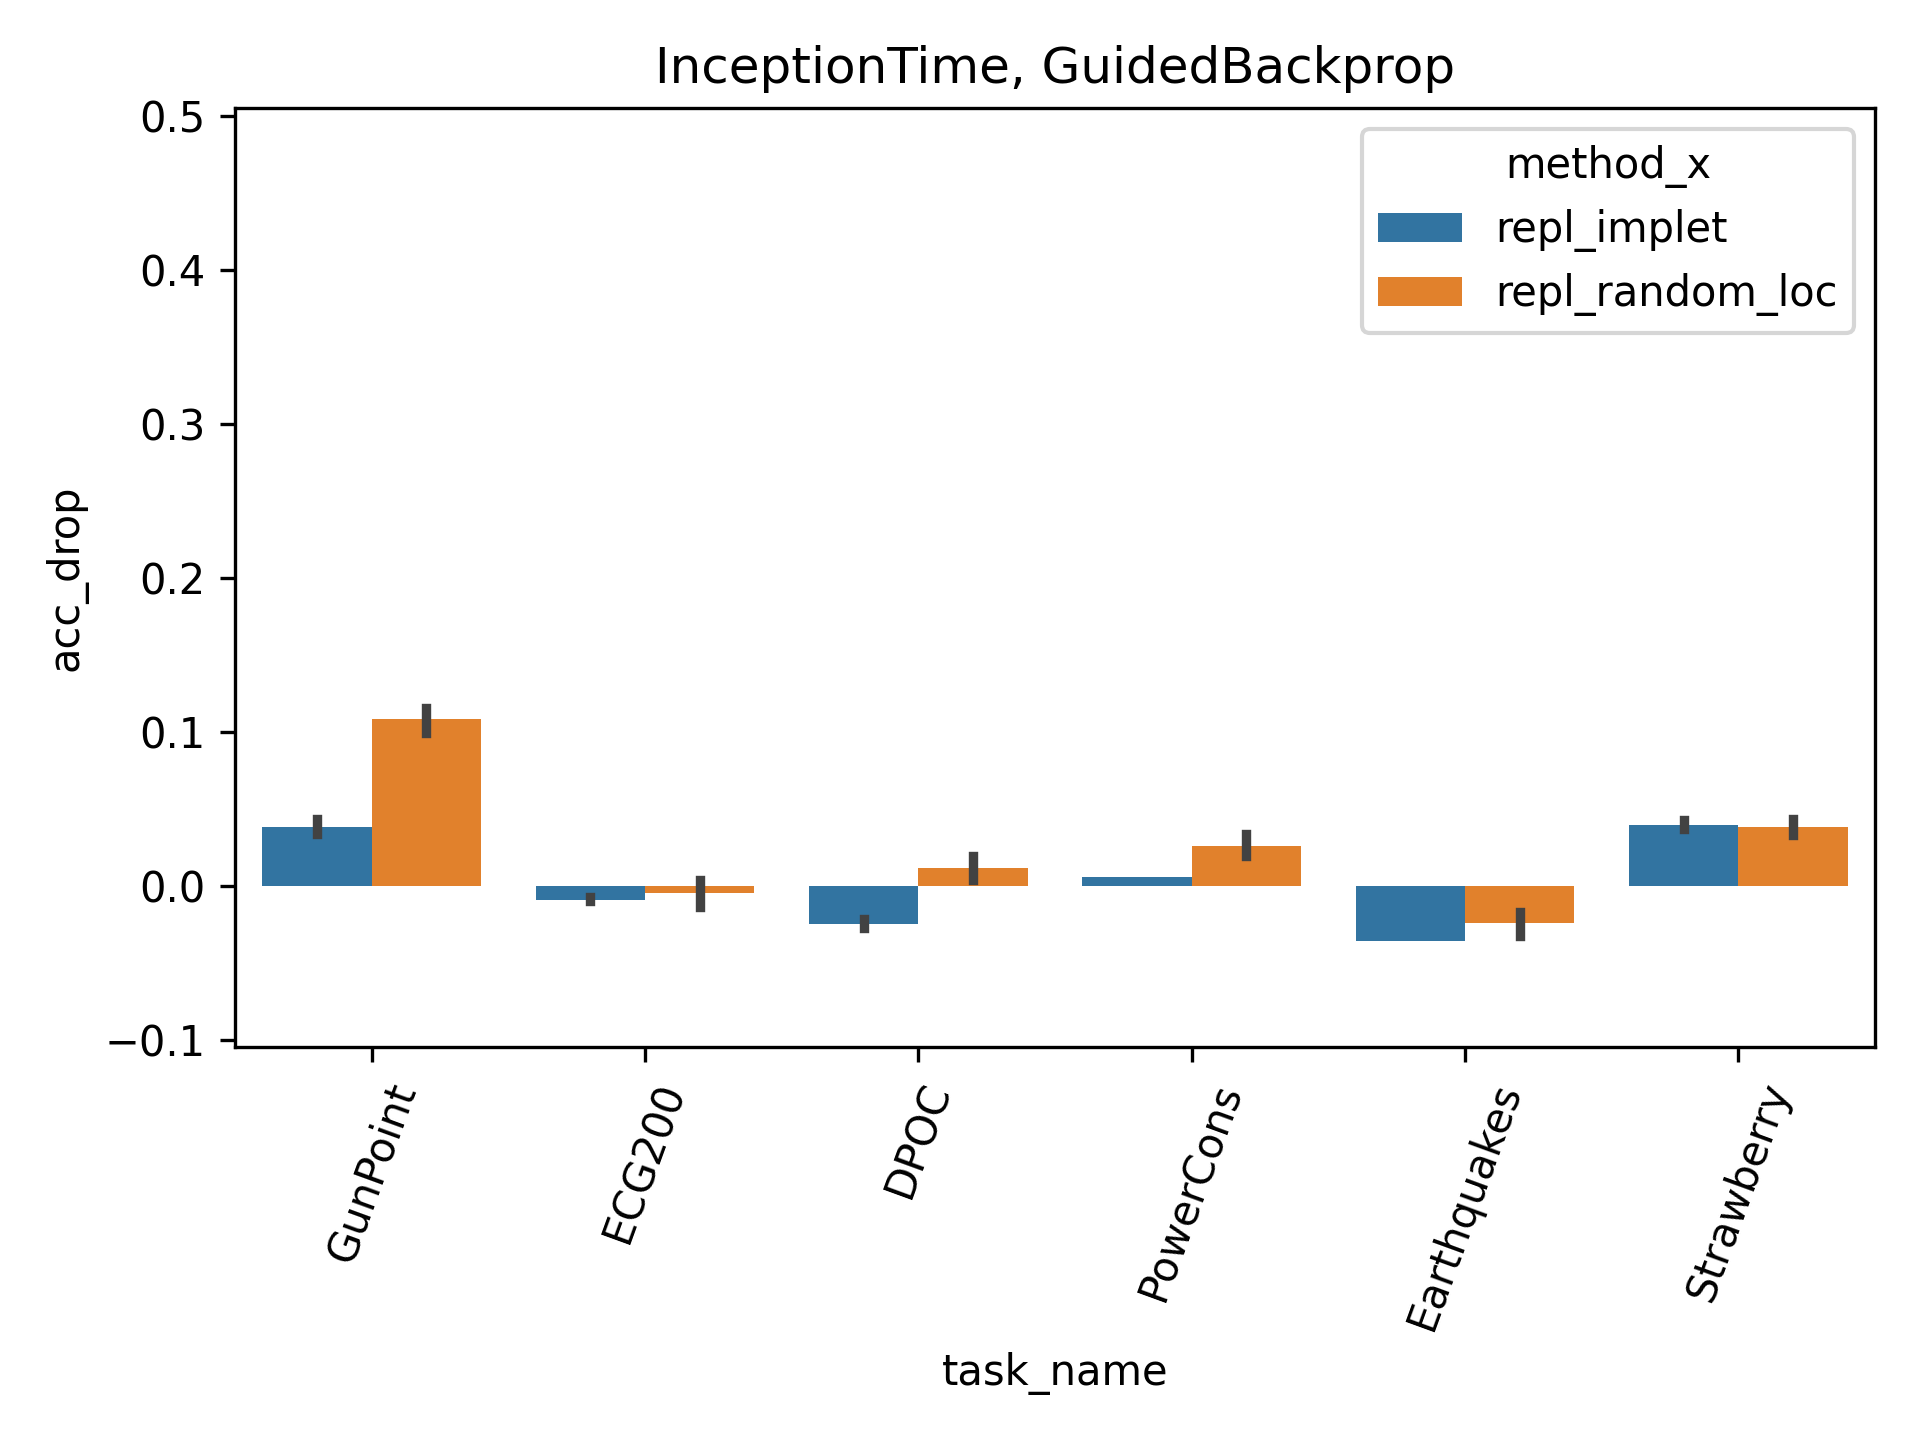 InceptionTime, GuidedBackprop
0.5
0.4
0.3
0.2
0.1
0.0
−0.1
acc_drop
method_x
repl_implet
repl_random_loc
GunPoint
ECG200
DPOC
PowerCons
Earthquakes
Strawberry
task_name